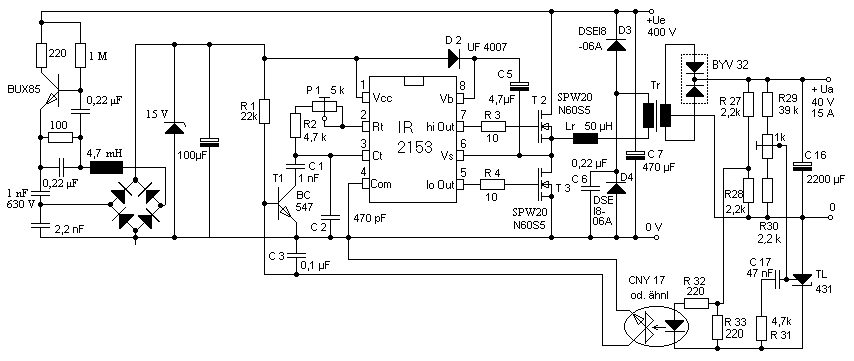 220
1 M
BUX85
0,22 µF
100
4,7 mH
0,22 µF
1 nF
630 V
2,2 nF
15 V
100µF
R 1
22k
P 1 5 k
R2
4,7 k
C 1
1 nF
T1
BC
547
C 2
470 pF
C 3
0,1 µF
D 2
UF 4007
1
Vcc
2
Rt
3
Ct
4
Com
IR
2153
8
Vb
7
hi Out
6
Vs
5
lo Out
C 5
4,7µF
R 3
10
R 4
10
T 2
SPW20
N60S5
T 3
SPW20
N60S5
Lr 50 µH
DSEI8
-06A
D3
0,22 µF
C 6
D4
DSE
I8-06A
+Ue
400 V
C 7
470 µF
0 V
Tr
BYV 32
R 27
2,2k
R29
39 k
1k
R28
2,2k
R30
2,2 k
+ Ua
40 V
15 A
C 16
2200 µF
0
C 17
47 nF
TL
431
CNY 17
od. ähnl
R 32
220
R 33
220
4,7k
R 31